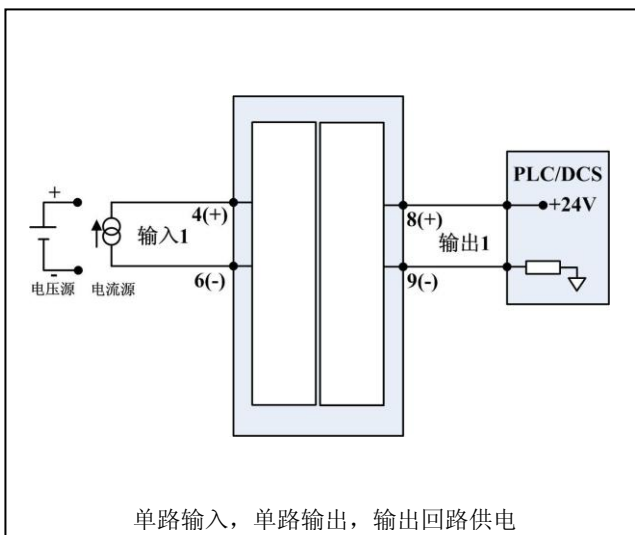 PLC/DCS
+24V
4(+)
8(+)
输入1
输出1
6(-)
9(-)
+
-
电压源
电流源
单路输入，单路输出，输出回路供电